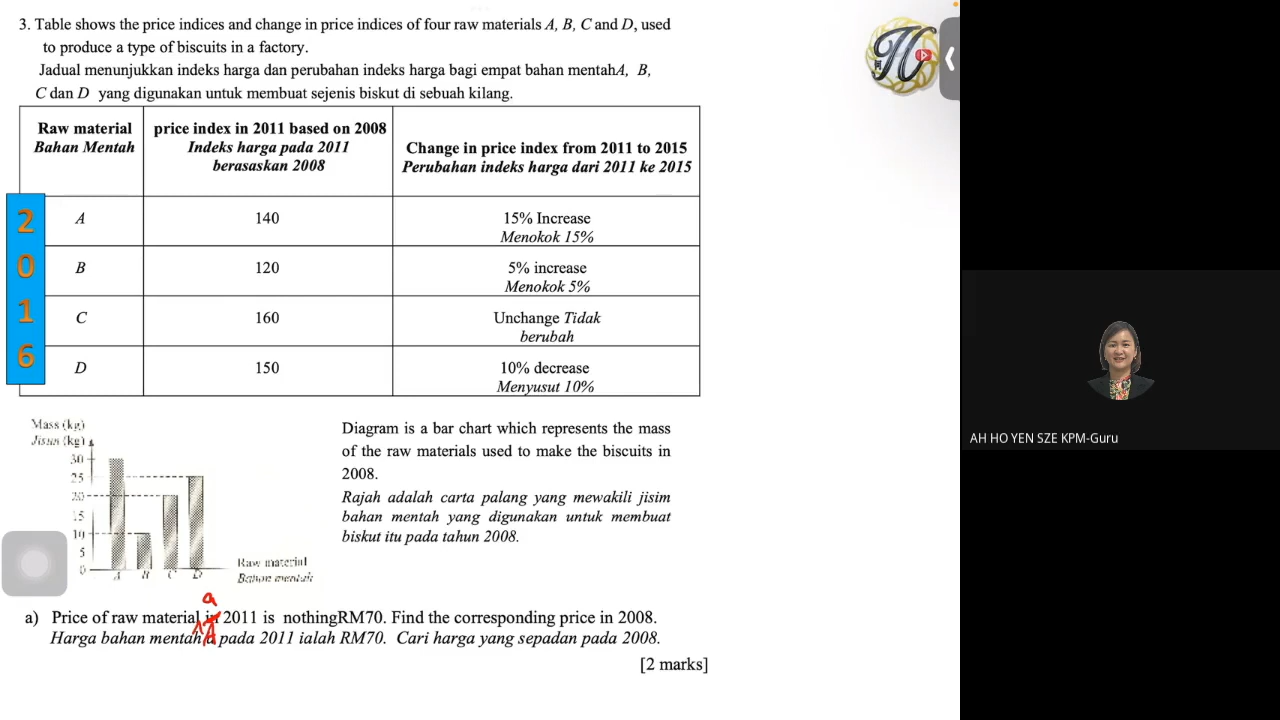 3. Table shows the price indices and change in price indices of four raw materials A, B, C and D, used
to produce a type of biscuits in a factory.
Jadual menunjukkan indeks harga dan perubahan indeks harga bagi empat bahan mentahA, B,
C dan D yang digunakan untuk membuat sejenis biskut di sebuah kilang.
Raw material
Bahan Mentah
price index in 2011 based on 2008
Indeks harga pada 2011
berasaskan 2008
Change in price index from 2011 to 2015
Perubahan indeks harga dari 2011 ke 2015
2
0
1
6
A 140 15% Increase
Menokok 15%
B 120 5% increase
Menokok 5%
C 160 Unchange Tidak
berubah
D 150 10% decrease
Menyusut 10%
Mass (kg)
Jisim (kg)
30
25
20
15
10
5
0
A B C D
Raw material
Bahan mentah
Diagram is a bar chart which represents the mass
of the raw materials used to make the biscuits in
2008.
Rajah adalah carta palang yang mewakili jisim
bahan mentah yang digunakan untuk membuat
biskut itu pada tahun 2008.
a) Price of raw material in 2011 is nothingRM70. Find the corresponding price in 2008.
Harga bahan mentah A pada 2011 ialah RM70. Cari harga yang sepadan pada 2008.
[2 marks]
AH HO YEN SZE KPM-Guru